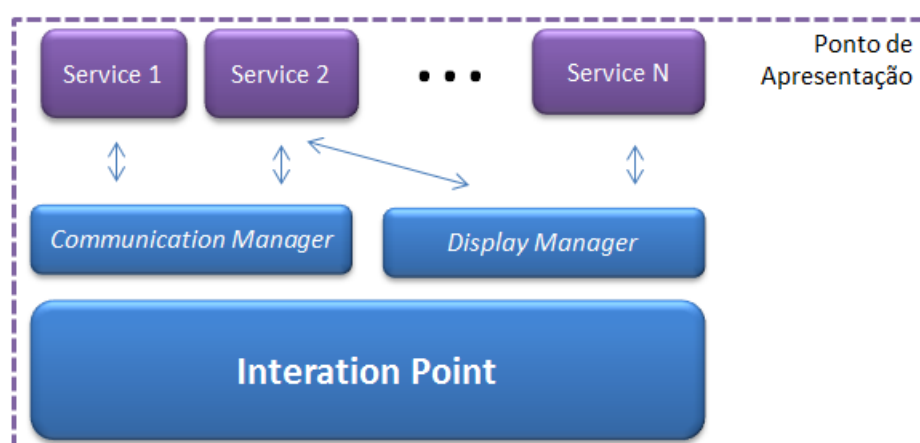 Service 1
Service 2
...
Service N
Ponto de
Apresentação
Communication Manager
Display Manager
Interation Point